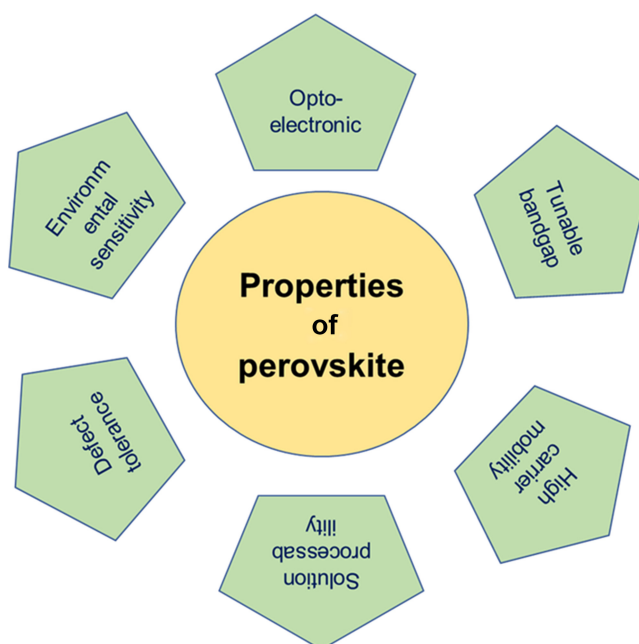 Opto-
electronic
Tunable
bandgap
High
carrier
mobility
Solution
processab
ility
Defect
tolerance
Environm
ental
sensitivity
Properties
of
perovskite